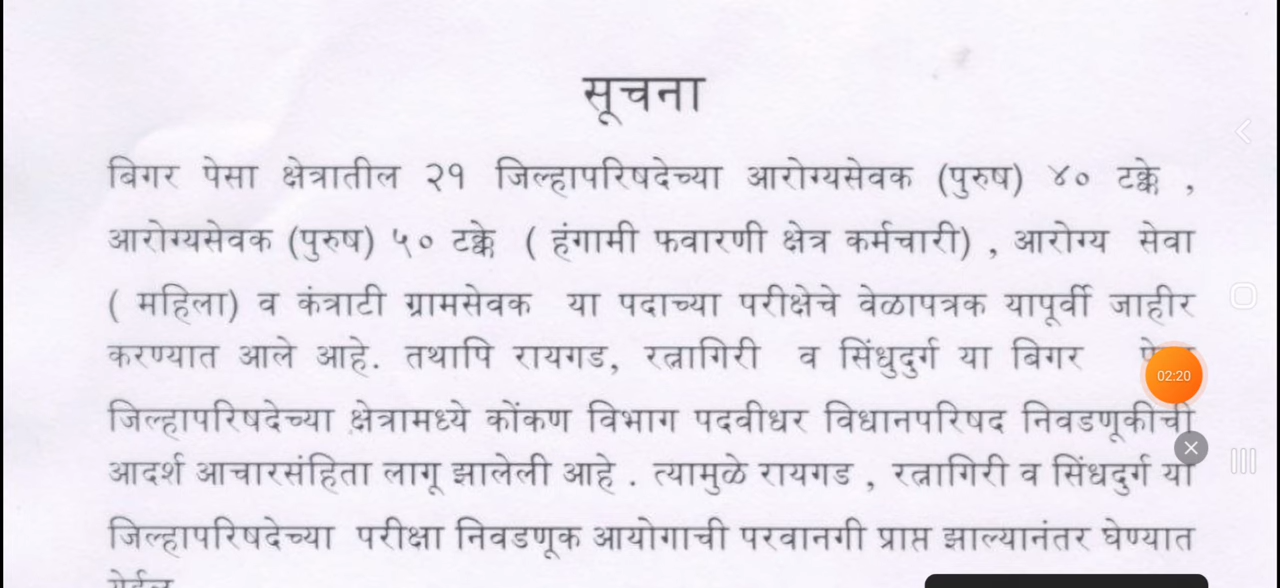 सूचना
बिगर पेसा क्षेत्रातील २१ जिल्हापरिषदेच्या आरोग्यसेवक (पुरुष) ४० टक्के ,
आरोग्यसेवक (पुरुष) ५० टक्के ( हंगामी फवारणी क्षेत्र कर्मचारी) , आरोग्य सेवा
( महिला) व कंत्राटी ग्रामसेवक या पदाच्या परीक्षेचे वेळापत्रक यापूर्वी जाहीर
करण्यात आले आहे. तथापि रायगड, रत्नागिरी व सिंधुदुर्ग या बिगर
02:20
जिल्हापरिषदेच्या क्षेत्रामध्ये कोंकण विभाग पदवीधर विधानपरिषद निवडणूकीची
आदर्श आचारसंहिता लागू झालेली आहे . त्यामुळे रायगड , रत्नागिरी व सिंधदुर्ग या
जिल्हापरिषदेच्या परीक्षा निवडणूक आयोगाची परवानगी प्राप्त झाल्यानंतर घेण्यात